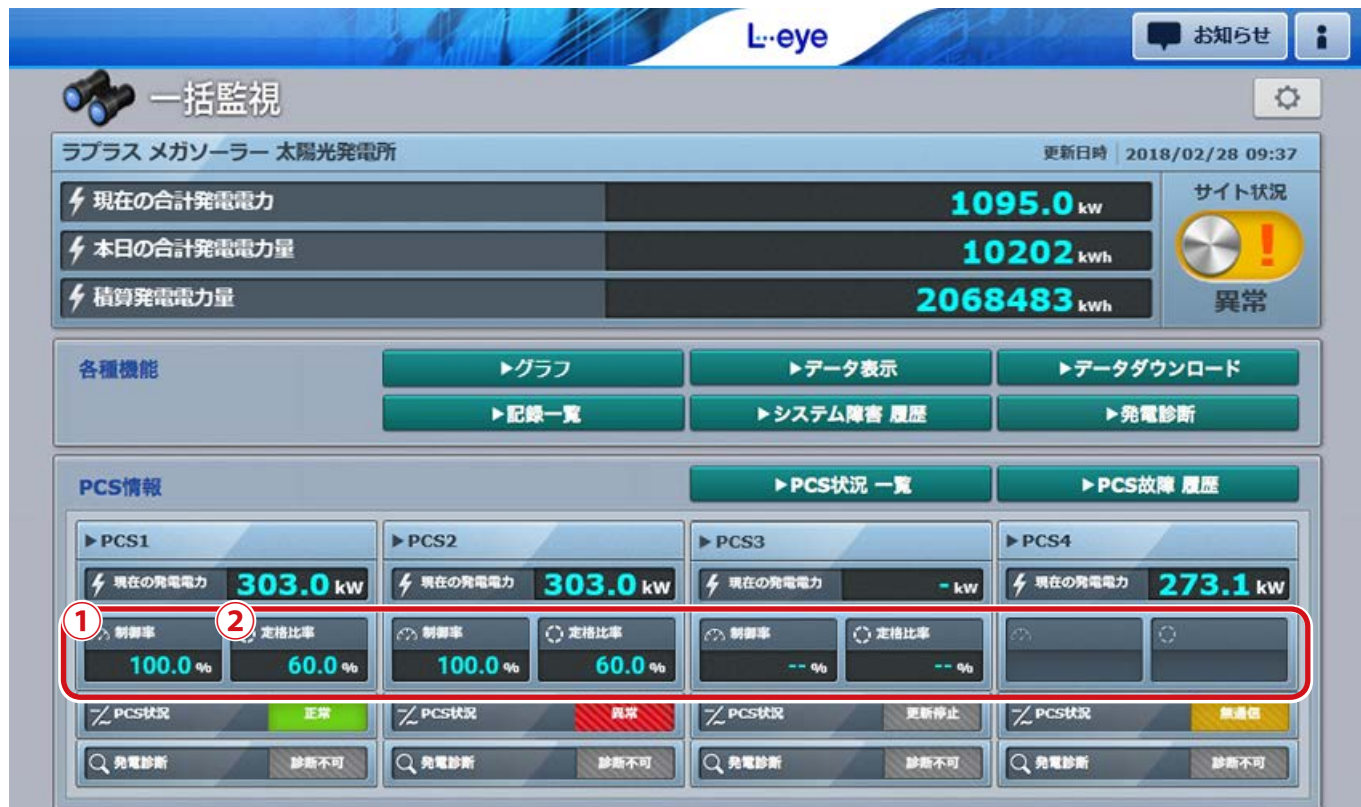 L・・eye
お知らせ
一括監視
ラプラス メガソーラー 太陽光発電所
更新日時 2018/02/28 09:37
現在の合計発電電力 1095.0 kW
サイト状況
本日の合計発電電力量 10202 kWh
!
積算発電電力量 2068483 kWh
異常
各種機能
▶グラフ ▶データ表示 ▶データダウンロード
▶記録一覧 ▶システム障害 履歴 ▶発電診断
PCS情報 ▶PCS状況 一覧 ▶PCS故障 履歴
▶PCS1 ▶PCS2 ▶PCS3 ▶PCS4
現在の発電電力 303.0 kW 現在の発電電力 303.0 kW 現在の発電電力 - kW 現在の発電電力 273.1 kW
① 制御率 ② 定格比率 制御率 定格比率 制御率 定格比率
100.0 % 60.0 % 100.0 % 60.0 % -- % -- %
PCS状況 正常 PCS状況 異常 PCS状況 更新停止 PCS状況 無通信
発電診断 診断不可 発電診断 診断不可 発電診断 診断不可 発電診断 診断不可